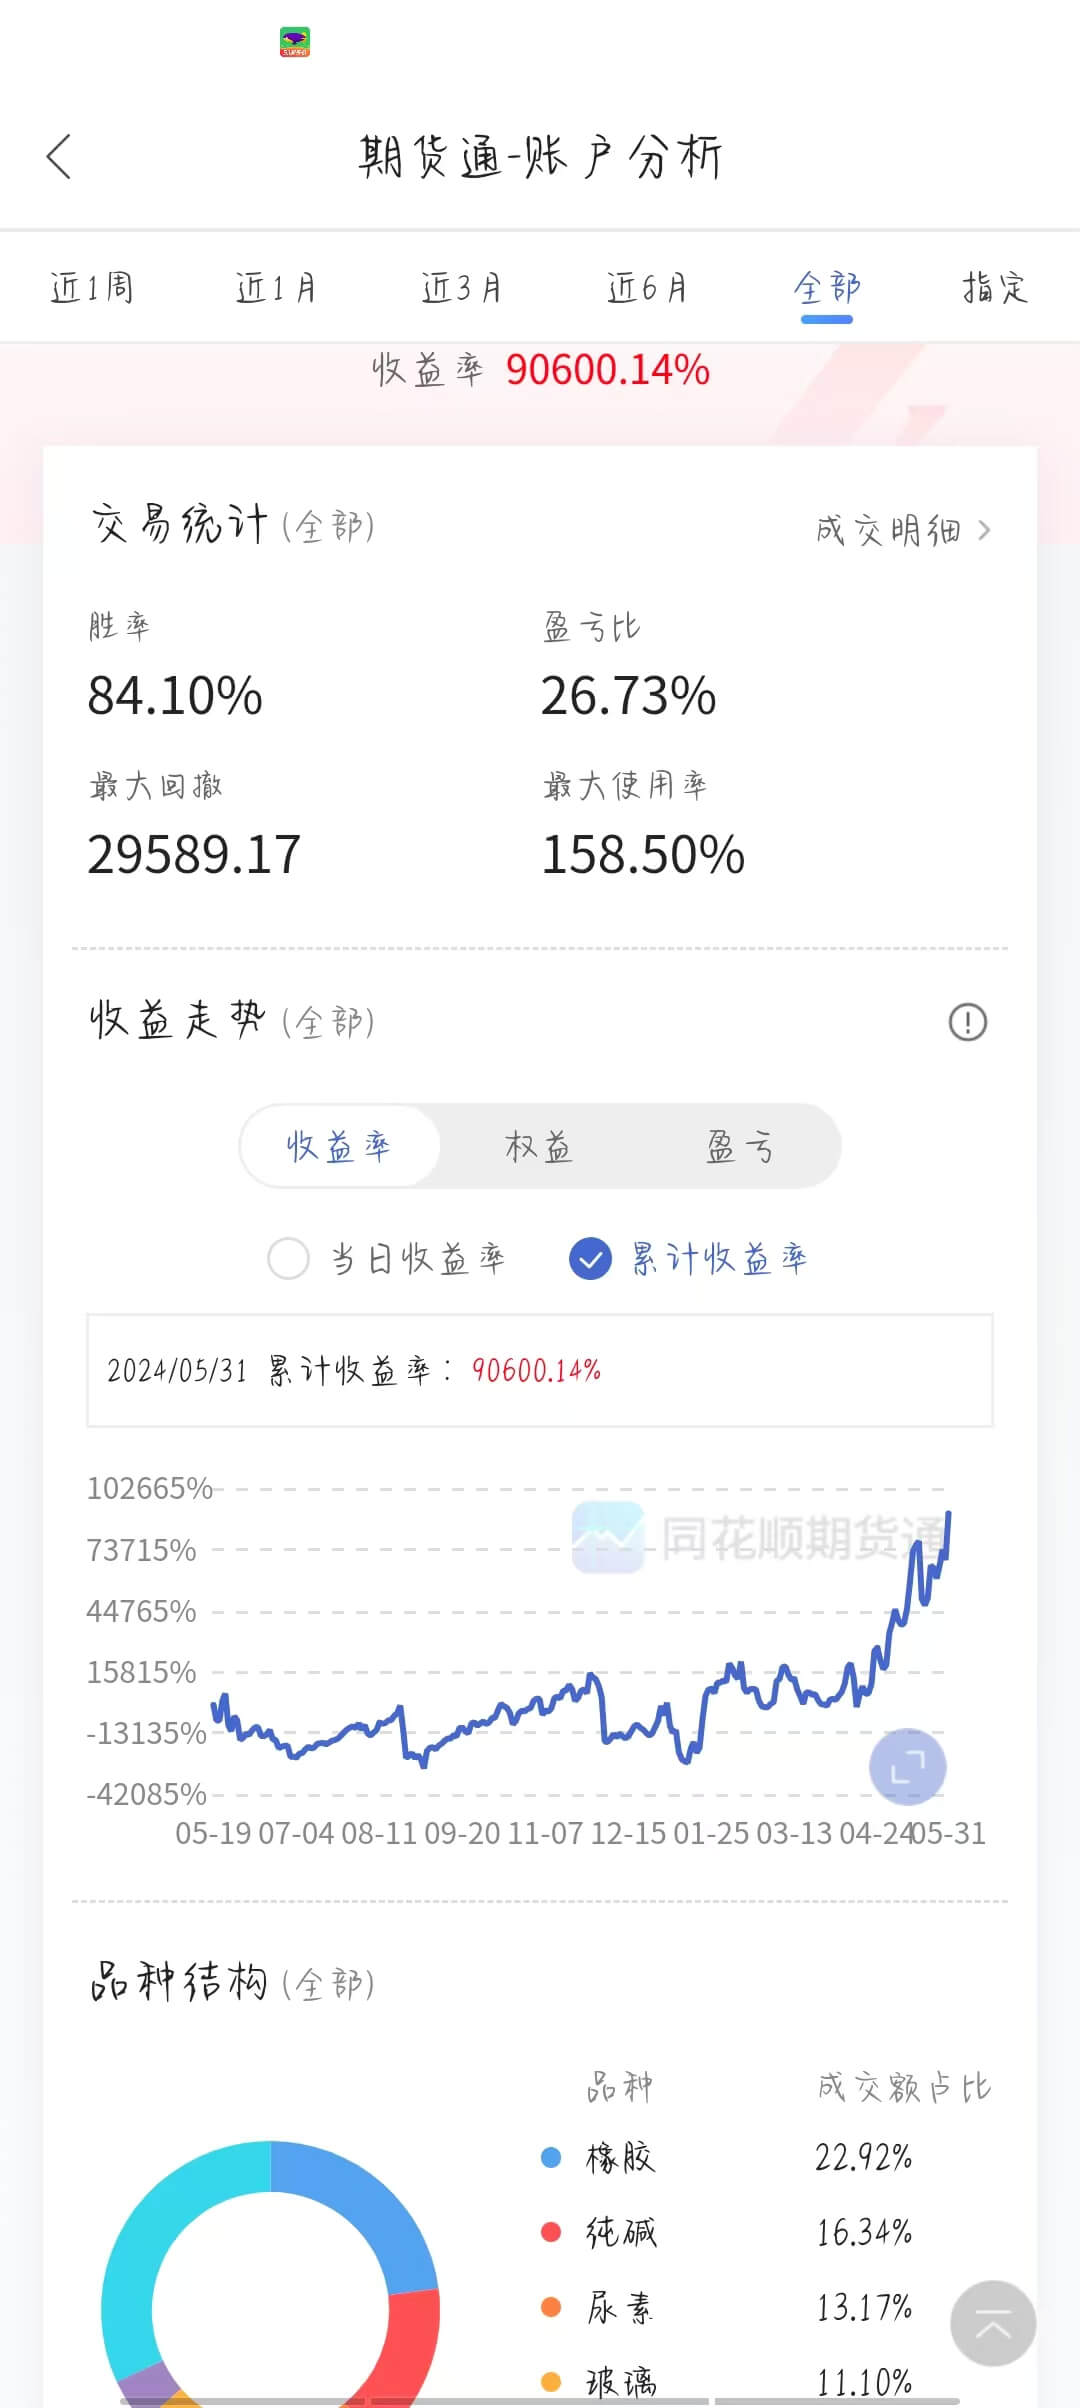 期货通-账户分析
近1周 近1月 近3月 近6月 全部 指定
收益率 90600.14%
交易统计(全部) 成交明细
胜率 盈亏比
84.10% 26.73%
最大回撤 最大使用率
29589.17 158.50%
收益走势(全部)
收益率 权益 盈亏
当日收益率 累计收益率
2024/05/31 累计收益率：90600.14%
102665%
同花顺期货通
73715%
44765%
15815%
-13135%
-42085%
05-19 07-04 08-11 09-20 11-07 12-15 01-25 03-13 04-24 05-31
品种结构(全部)
品种 成交额占比
橡胶 22.92%
纯碱 16.34%
尿素 13.17%
玻璃 11.10%